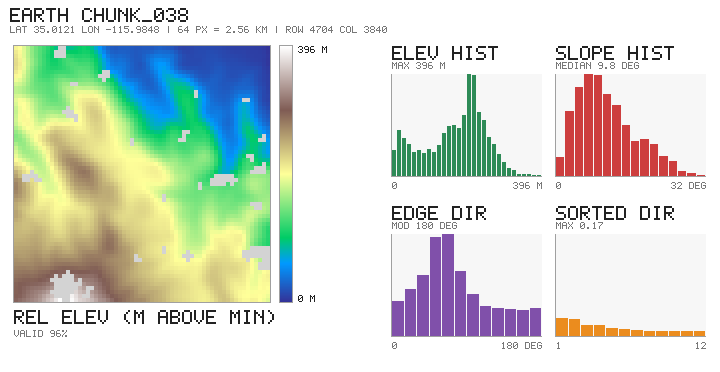 EARTH CHUNK_038
LAT 35.0121 LON -115.9848 | 64 PX = 2.56 KM | ROW 4704 COL 3840
396 M
0 M
REL ELEV (M ABOVE MIN)
VALID 96%
ELEV HIST
MAX 396 M
0 396 M
SLOPE HIST
MEDIAN 9.8 DEG
0 32 DEG
EDGE DIR
MOD 180 DEG
0 180 DEG
SORTED DIR
MAX 0.17
1 12